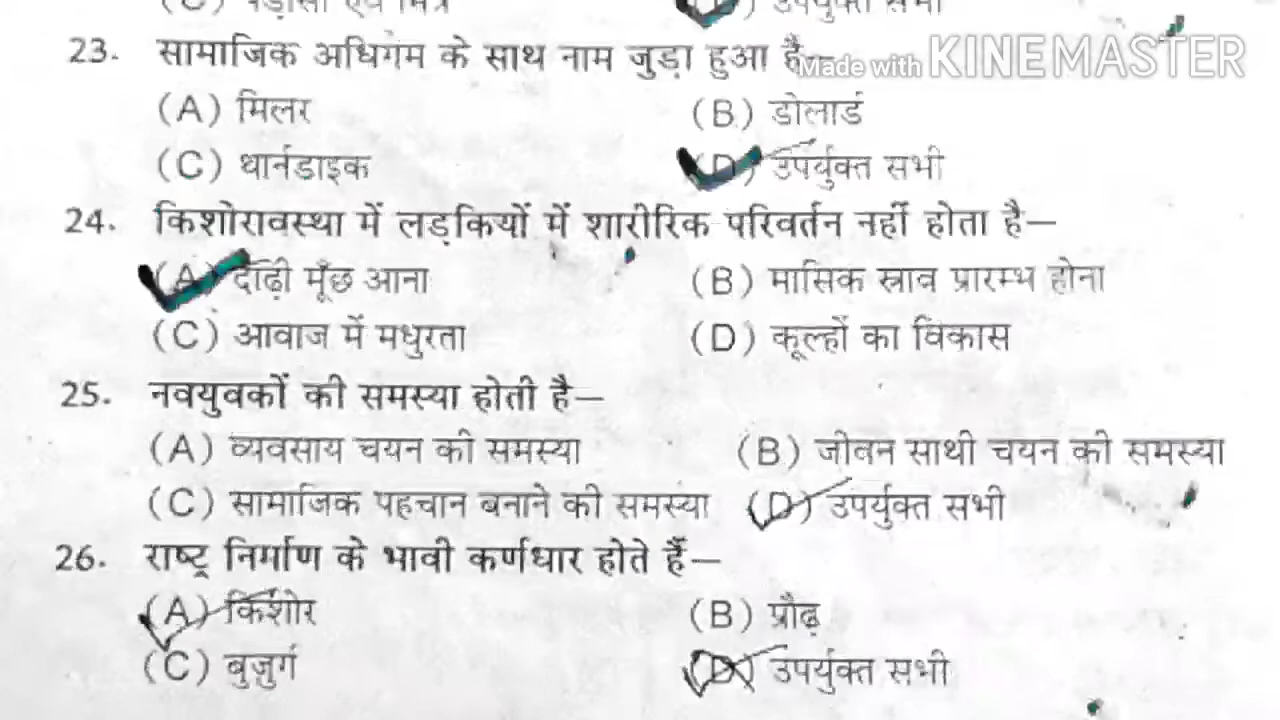 उपर्युक्त सभी
23. सामाजिक अधिगम के साथ नाम जुड़ा हुआ है–
Made with KINEMASTER
(A) मिलर (B) डोलार्ड
(C) थार्नडाइक (D) उपर्युक्त सभी
24. किशोरावस्था में लड़कियों में शारीरिक परिवर्तन नहीं होता है–
(A) दाढ़ी मूँछ आना (B) मासिक स्त्राव प्रारम्भ होना
(C) आवाज में मधुरता (D) कूल्हों का विकास
25. नवयुवकों की समस्या होती है–
(A) व्यवसाय चयन की समस्या (B) जीवन साथी चयन की समस्या
(C) सामाजिक पहचान बनाने की समस्या (D) उपर्युक्त सभी
26. राष्ट्र निर्माण के भावी कर्णधार होते हैं–
(A) किशोर (B) प्रौढ़
(C) बुजुर्ग (D) उपर्युक्त सभी